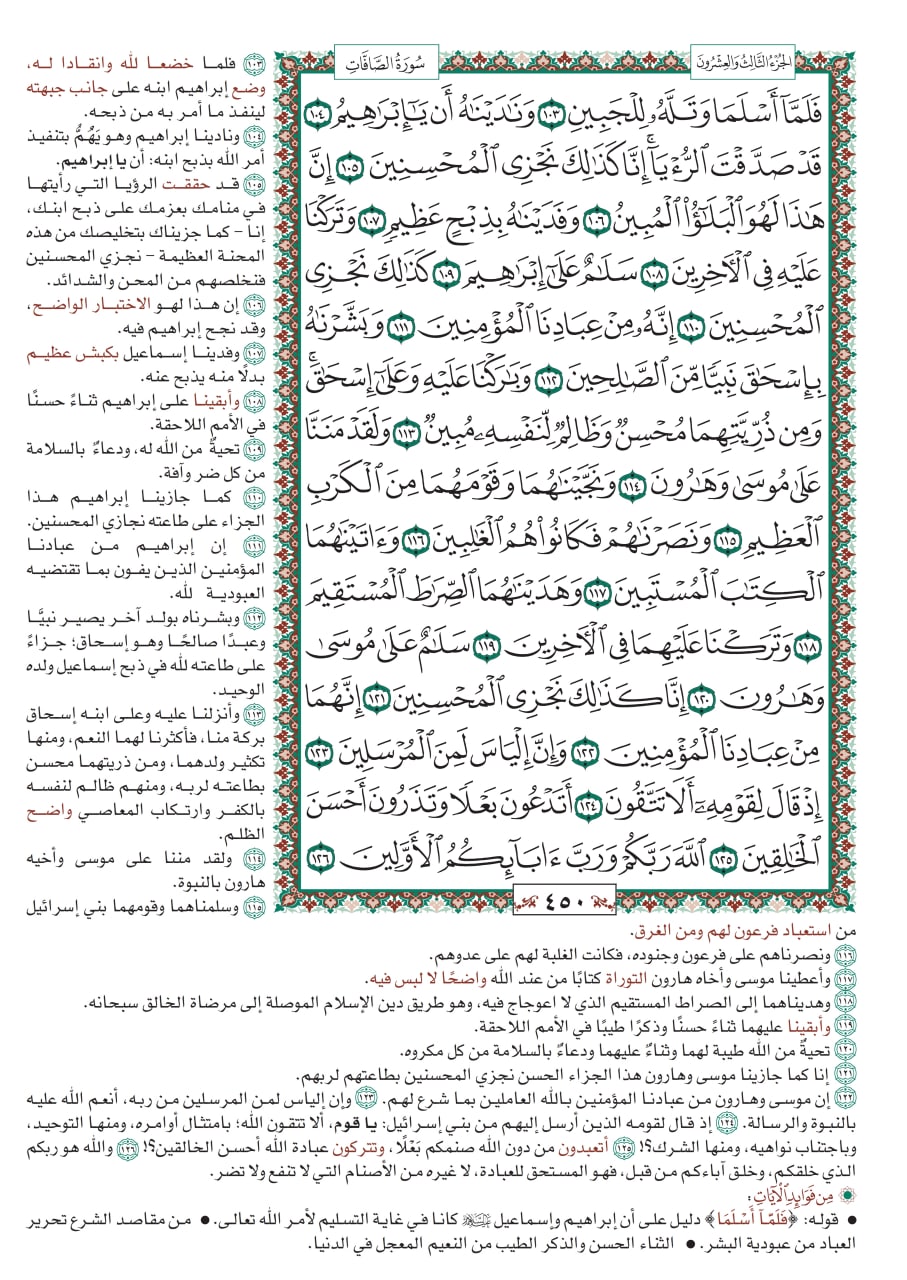 الجُزْءُ الثَّالِثُ وَالعِشْرُونَ
سُورَةُ الصَّافَّاتِ
فَلَمَّآ أَسْلَمَا وَتَلَّهُۥ لِلْجَبِينِ ١٠٣ وَنَٰدَيْنَٰهُ أَن يَٰٓإِبْرَٰهِيمُ ١٠٤
قَدْ صَدَّقْتَ ٱلرُّءْيَآۚ إِنَّا كَذَٰلِكَ نَجْزِى ٱلْمُحْسِنِينَ ١٠٥ إِنَّ
هَٰذَا لَهُوَ ٱلْبَلَٰٓؤُا۟ ٱلْمُبِينُ ١٠٦ وَفَدَيْنَٰهُ بِذِبْحٍ عَظِيمٍ ١٠٧ وَتَرَكْنَا
عَلَيْهِ فِى ٱلْءَاخِرِينَ ١٠٨ سَلَٰمٌ عَلَىٰٓ إِبْرَٰهِيمَ ١٠٩ كَذَٰلِكَ نَجْزِى
ٱلْمُحْسِنِينَ ١١٠ إِنَّهُۥ مِنْ عِبَادِنَا ٱلْمُؤْمِنِينَ ١١١ وَبَشَّرْنَٰهُ
بِإِسْحَٰقَ نَبِيًّا مِّنَ ٱلصَّٰلِحِينَ ١١٢ وَبَٰرَكْنَا عَلَيْهِ وَعَلَىٰٓ إِسْحَٰقَۚ
وَمِن ذُرِّيَّتِهِمَا مُحْسِنٌ وَظَالِمٌ لِّنَفْسِهِۦ مُبِينٌ ١١٣ وَلَقَدْ مَنَنَّا
عَلَىٰ مُوسَىٰ وَهَٰرُونَ ١١٤ وَنَجَّيْنَٰهُمَا وَقَوْمَهُمَا مِنَ ٱلْكَرْبِ
ٱلْعَظِيمِ ١١٥ وَنَصَرْنَٰهُمْ فَكَانُوا۟ هُمُ ٱلْغَٰلِبِينَ ١١٦ وَءَاتَيْنَٰهُمَا
ٱلْكِتَٰبَ ٱلْمُسْتَبِينَ ١١٧ وَهَدَيْنَٰهُمَا ٱلصِّرَٰطَ ٱلْمُسْتَقِيمَ
١١٨ وَتَرَكْنَا عَلَيْهِمَا فِى ٱلْءَاخِرِينَ ١١٩ سَلَٰمٌ عَلَىٰ مُوسَىٰ
وَهَٰرُونَ ١٢٠ إِنَّا كَذَٰلِكَ نَجْزِى ٱلْمُحْسِنِينَ ١٢١ إِنَّهُمَا
مِنْ عِبَادِنَا ٱلْمُؤْمِنِينَ ١٢٢ وَإِنَّ إِلْيَاسَ لَمِنَ ٱلْمُرْسَلِينَ ١٢٣
إِذْ قَالَ لِقَوْمِهِۦٓ أَلَا تَتَّقُونَ ١٢٤ أَتَدْعُونَ بَعْلًا وَتَذَرُونَ أَحْسَنَ
ٱلْخَٰلِقِينَ ١٢٥ ٱللَّهَ رَبَّكُمْ وَرَبَّ ءَابَآئِكُمُ ٱلْأَوَّلِينَ ١٢٦
٤٥٠
١٠٣ فلما خضعا لله وانقادا له،
وضع إبراهيم ابنه على جانب جبهته
لينفذ ما أمر به من ذبحه.
١٠٤ ونادينا إبراهيم وهو يَهُمُّ بتنفيذ
أمر الله بذبح ابنه: أن يا إبراهيم.
١٠٥ قد حققت الرؤيا التي رأيتها
في منامك بعزمك على ذبح ابنك،
إنا - كما جزيناك بتخليصك من هذه
المحنة العظيمة - نجزي المحسنين
فنخلصهم من المحن والشدائد.
١٠٦ إن هذا لهو الاختبار الواضح،
وقد نجح إبراهيم فيه.
١٠٧ وفدينا إسماعيل بكبش عظيم
بدلًا منه يذبح عنه.
١٠٨ وأبقينا على إبراهيم ثناءً حسنًا
في الأمم اللاحقة.
١٠٩ تحيةٌ من الله له، ودعاءٌ بالسلامة
من كل ضر وآفة.
١١٠ كما جازينا إبراهيم هذا
الجزاء على طاعته نجازي المحسنين.
١١١ إن إبراهيم من عبادنا
المؤمنين الذين يفون بما تقتضيه
العبودية لله.
١١٢ وبشرناه بولد آخر يصير نبيًّا
وعبدًا صالحًا وهو إسحاق؛ جزاءً
على طاعته لله في ذبح إسماعيل ولده
الوحيد.
١١٣ وأنزلنا عليه وعلى ابنه إسحاق
بركة منا، فأكثرنا لهما النعم، ومنها
تكثير ولدهما، ومن ذريتهما محسن
بطاعته لربه، ومنهم ظالم لنفسه
بالكفر وارتكاب المعاصي واضح
الظلم.
١١٤ ولقد مننا على موسى وأخيه
هارون بالنبوة.
١١٥ وسلمناهما وقومهما بني إسرائيل
من استعباد فرعون لهم ومن الغرق.
١١٦ ونصرناهم على فرعون وجنوده، فكانت الغلبة لهم على عدوهم.
١١٧ وأعطينا موسى وأخاه هارون التوراة كتابًا من عند الله واضحًا لا لبس فيه.
١١٨ وهديناهما إلى الصراط المستقيم الذي لا اعوجاج فيه، وهو طريق دين الإسلام الموصلة إلى مرضاة الخالق سبحانه.
١١٩ وأبقينا عليهما ثناءً حسنًا وذكرًا طيبًا في الأمم اللاحقة.
١٢٠ تحيةٌ من الله طيبة لهما وثناءٌ عليهما ودعاءٌ بالسلامة من كل مكروه.
١٢١ إنا كما جازينا موسى وهارون هذا الجزاء الحسن نجزي المحسنين بطاعتهم لربهم.
١٢٢ إن موسى وهارون من عبادنا المؤمنين بالله العاملين بما شرع لهم. ١٢٣ وإن إلياس لمن المرسلين من ربه، أنعم الله عليه
بالنبوة والرسالة. ١٢٤ إذ قال لقومه الذين أرسل إليهم من بني إسرائيل: يا قوم، ألا تتقون الله؛ بامتثال أوامره، ومنها التوحيد،
وباجتناب نواهيه، ومنها الشرك؟! ١٢٥ أتعبدون من دون الله صنمكم بَعْلًا، وتتركون عبادة الله أحسن الخالقين؟! ١٢٦ والله هو ربكم
الذي خلقكم، وخلق آباءكم من قبل، فهو المستحق للعبادة، لا غيره من الأصنام التي لا تنفع ولا تضر.
مِن فَوَائِدِ الآيَاتِ:
• قوله: ﴿فَلَمَّآ أَسْلَمَا﴾ دليل على أن إبراهيم وإسماعيل عليهما السلام كانا في غاية التسليم لأمر الله تعالى. • من مقاصد الشرع تحرير
العباد من عبودية البشر. • الثناء الحسن والذكر الطيب من النعيم المعجل في الدنيا.